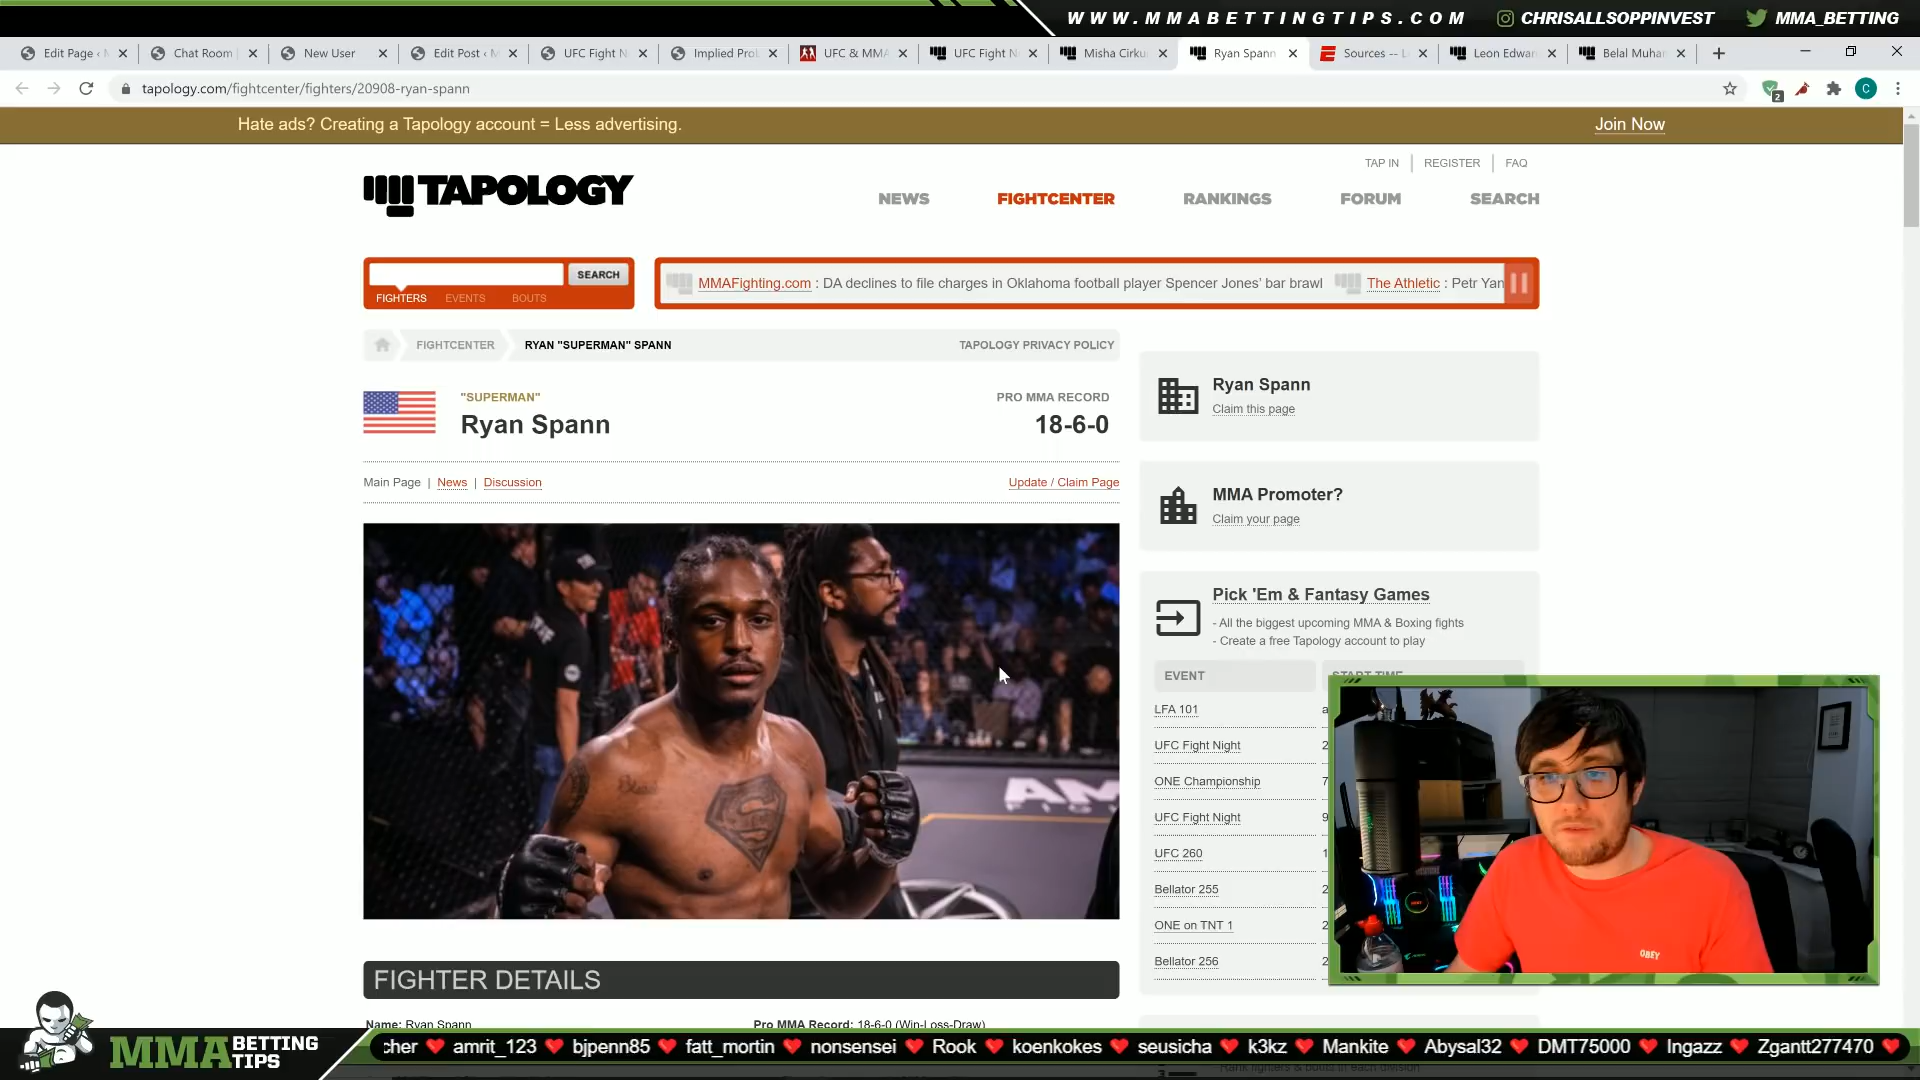 WWW.MMABETTINGTIPS.COM CHRISALLSOPPINVEST MMA_BETTING
Edit Page ‹ Chat Room New User Edit Post ‹ UFC Fight N Implied Pro UFC & MMA UFC Fight N Misha Cirku Ryan Spann Sources -- L Leon Edwar Belal Muha
tapology.com/fightcenter/fighters/20908-ryan-spann
2
C
Hate ads? Creating a Tapology account = Less advertising. Join Now
TAP IN REGISTER FAQ
TAPOLOGY
NEWS FIGHTCENTER RANKINGS FORUM SEARCH
SEARCH
FIGHTERS EVENTS BOUTS
MMAFighting.com : DA declines to file charges in Oklahoma football player Spencer Jones' bar brawl The Athletic : Petr Yan
FIGHTCENTER RYAN "SUPERMAN" SPANN TAPOLOGY PRIVACY POLICY
"SUPERMAN"
Ryan Spann
PRO MMA RECORD
18-6-0
Main Page | News | Discussion Update / Claim Page
Ryan Spann
Claim this page
MMA Promoter?
Claim your page
Pick 'Em & Fantasy Games
- All the biggest upcoming MMA & Boxing fights
- Create a free Tapology account to play
EVENT START TIME
LFA 101
UFC Fight Night
ONE Championship
UFC Fight Night
UFC 260
Bellator 255
ONE on TNT 1
Bellator 256
OBEY
FIGHTER DETAILS
Name: Ryan Spann Pro MMA Record: 18-6-0 (Win-Loss-Draw)
MMA BETTING TIPS
cher amrit_123 bjpenn85 fatt_mortin nonsensei Rook koenkokes seusicha k3kz Mankite Abysal32 DMT75000 Ingazz Zgantt277470